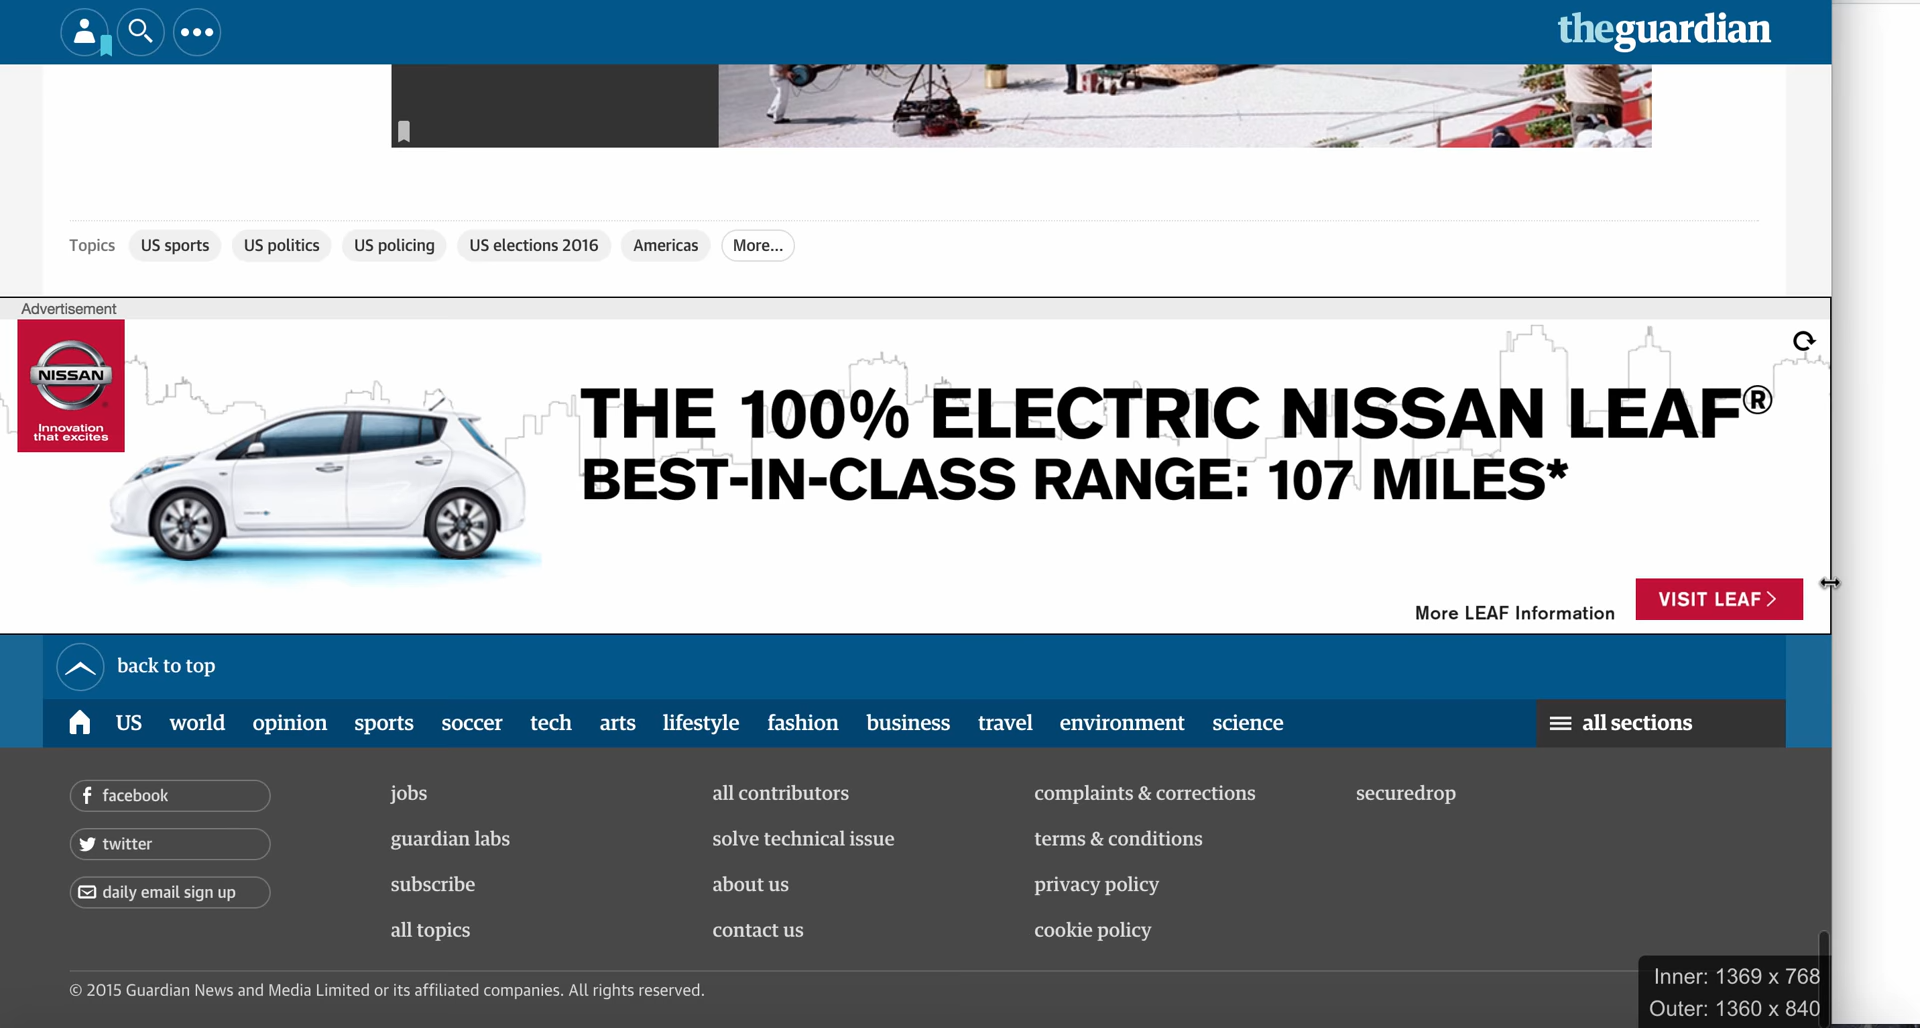 theguardian
Topics US sports US politics US policing US elections 2016 Americas More...
Advertisement
NISSAN
Innovation
that excites
THE 100% ELECTRIC NISSAN LEAF®
BEST-IN-CLASS RANGE: 107 MILES*
More LEAF Information VISIT LEAF >
back to top
US world opinion sports soccer tech arts lifestyle fashion business travel environment science all sections
facebook jobs all contributors complaints & corrections securedrop
twitter guardian labs solve technical issue terms & conditions
daily email sign up subscribe about us privacy policy
all topics contact us cookie policy
© 2015 Guardian News and Media Limited or its affiliated companies. All rights reserved.
Inner: 1369 x 768
Outer: 1360 x 840